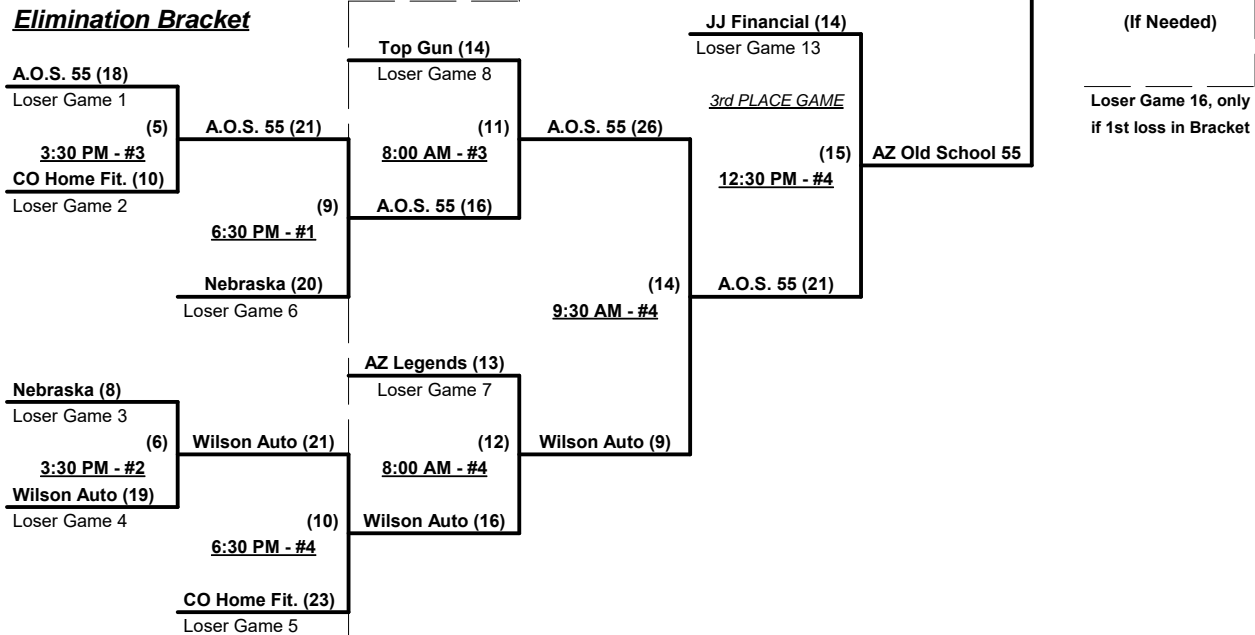 Elimination Bracket
JJ Financial (14)
(If Needed)
Top Gun (14)
Loser Game 13
A.O.S. 55 (18)
Loser Game 8
Loser Game 1
3rd PLACE GAME
Loser Game 16, only
(5)
A.O.S. 55 (21)
(11)
A.O.S. 55 (26)
if 1st loss in Bracket
3:30 PM - #3
8:00 AM - #3
(15)
AZ Old School 55
CO Home Fit. (10)
12:30 PM - #4
Loser Game 2
(9)
A.O.S. 55 (16)
6:30 PM - #1
Nebraska (20)
(14)
A.O.S. 55 (21)
Loser Game 6
9:30 AM - #4
AZ Legends (13)
Nebraska (8)
Loser Game 7
Loser Game 3
(6)
Wilson Auto (21)
(12)
Wilson Auto (9)
3:30 PM - #2
8:00 AM - #4
Wilson Auto (19)
Loser Game 4
(10)
Wilson Auto (16)
6:30 PM - #4
CO Home Fit. (23)
Loser Game 5